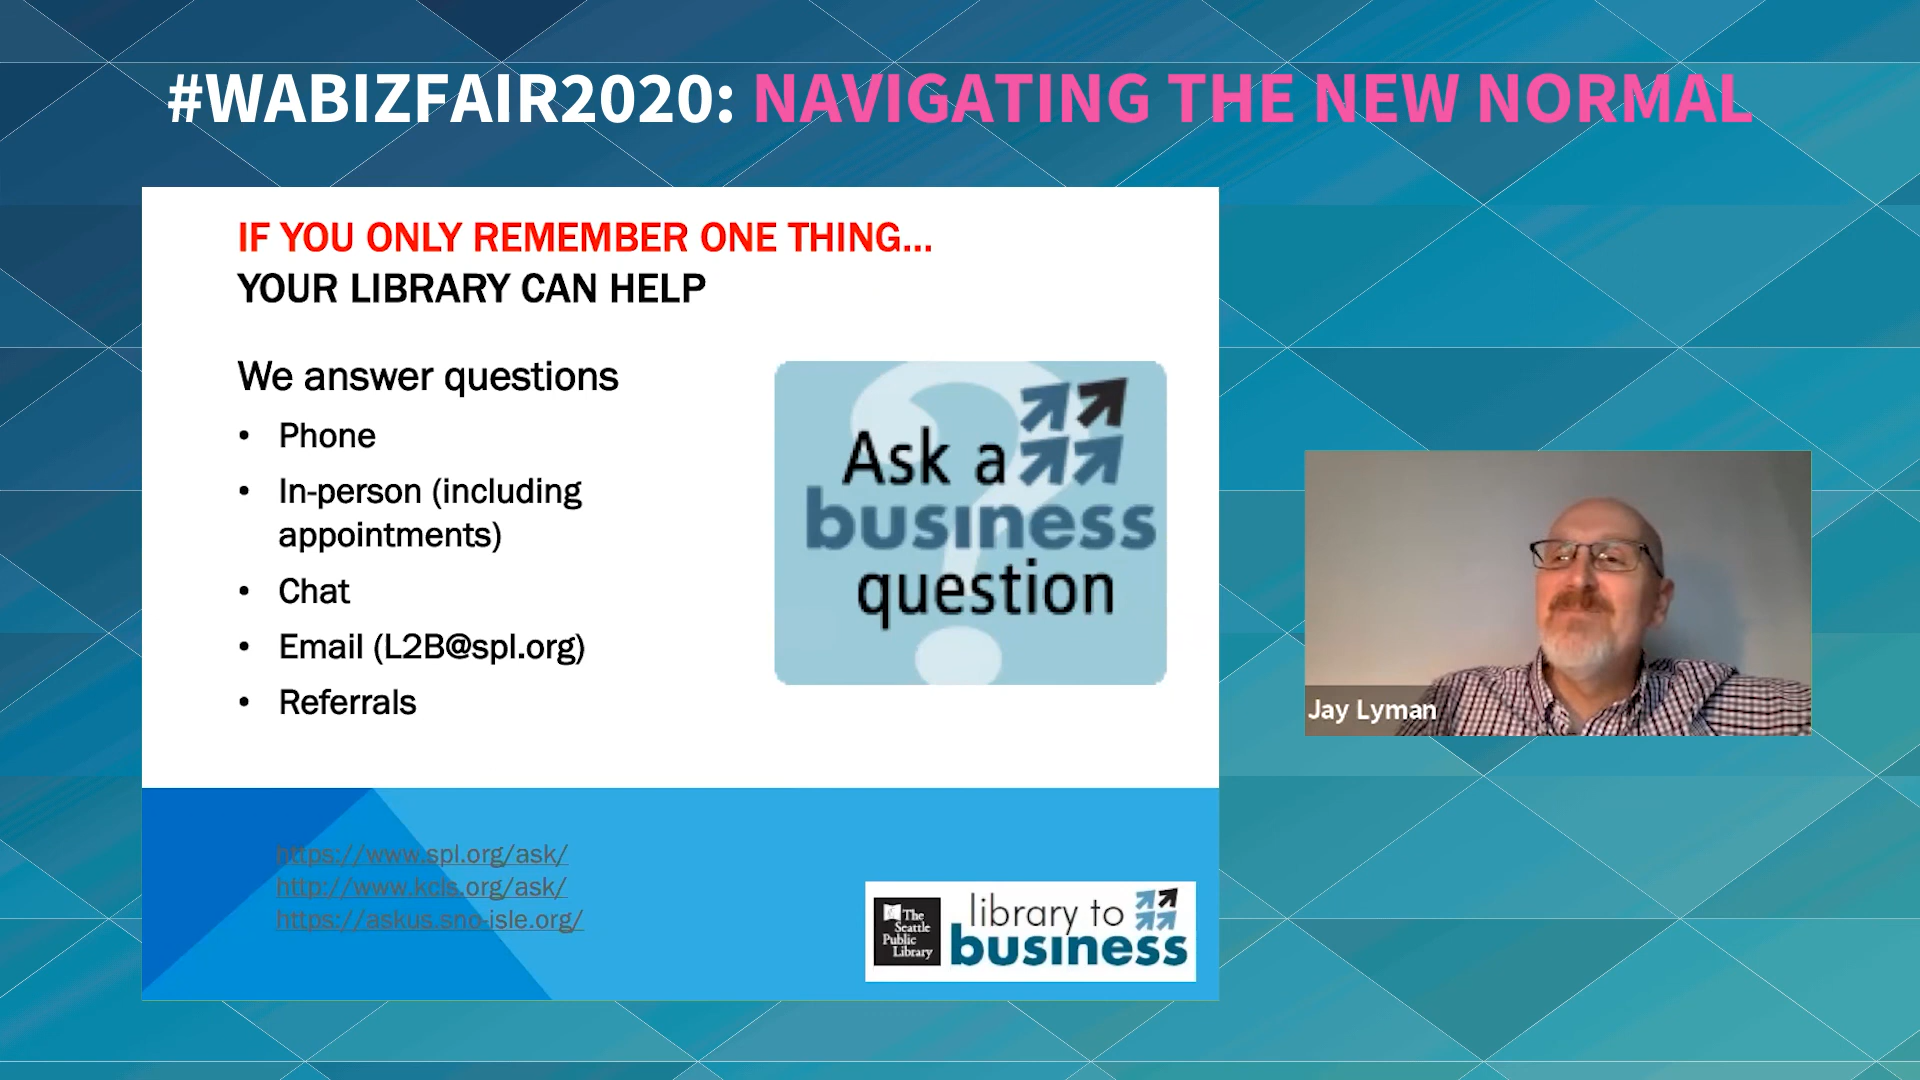 #WABIZFAIR2020: NAVIGATING THE NEW NORMAL
IF YOU ONLY REMEMBER ONE THING...
YOUR LIBRARY CAN HELP
We answer questions
• Phone
• In-person (including
appointments)
• Chat
• Email (L2B@spl.org)
• Referrals
Ask a
business
question
?
Jay Lyman
https://www.spl.org/ask/
http://www.kcls.org/ask/
https://askus.sno-isle.org/
The
Seattle
Public
Library
library to
business